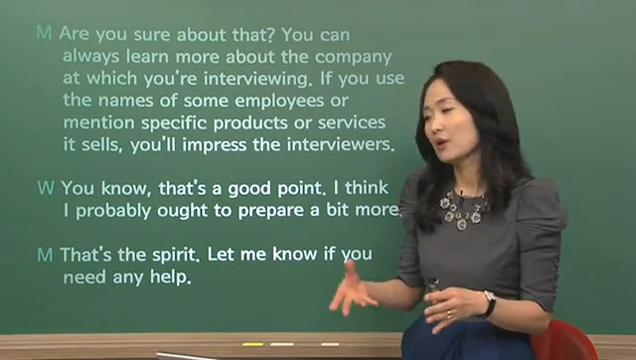 M Are you sure about that? You can
always learn more about the company
at which you're interviewing. If you use
the names of some employees or
mention specific products or services
it sells, you'll impress the interviewers.
W You know, that's a good point. I think
I probably ought to prepare a bit more.
M That's the spirit. Let me know if you
need any help.